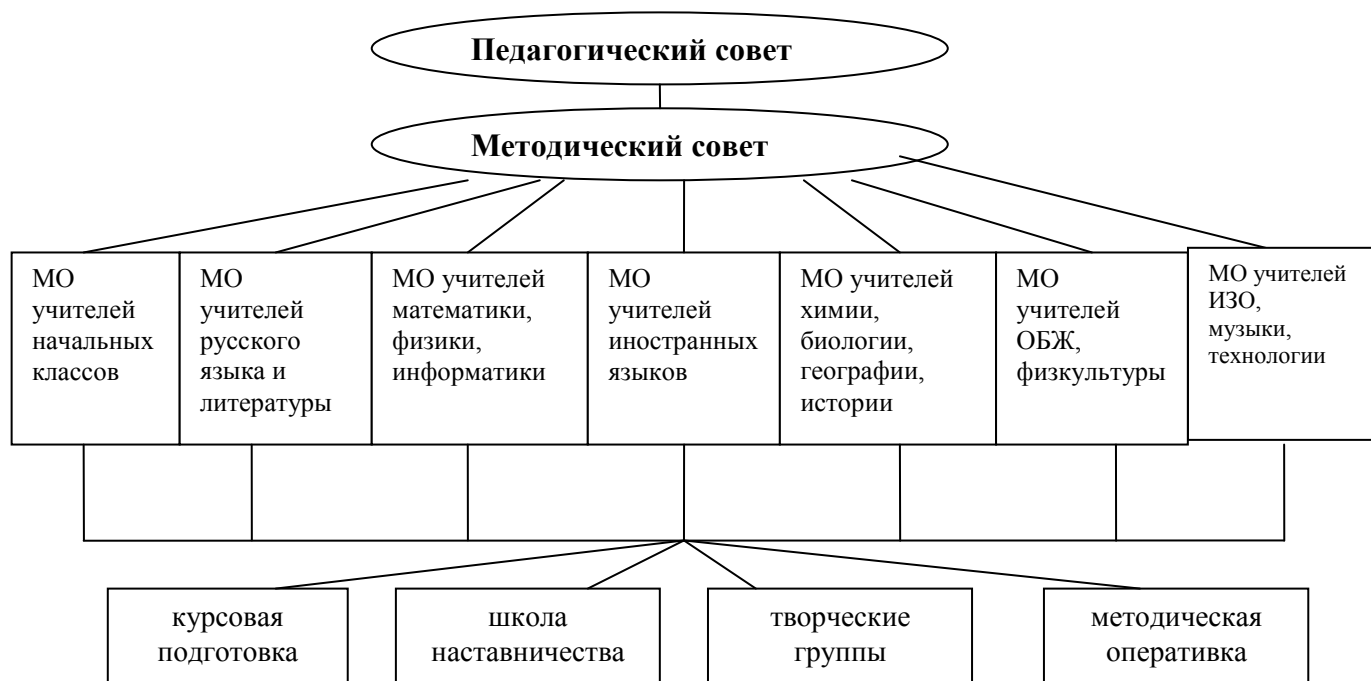 Педагогический совет
Методический совет
МО
учителей
начальных
классов
МО
учителей
русского
языка и
литературы
МО учителей
математики,
физики,
информатики
МО
учителей
иностранных
языков
МО учителей
химии,
биологии,
географии,
истории
МО
учителей
ОБЖ,
физкультуры
МО учителей
ИЗО,
музыки,
технологии
курсовая
подготовка
школа
наставничества
творческие
группы
методическая
оперативка